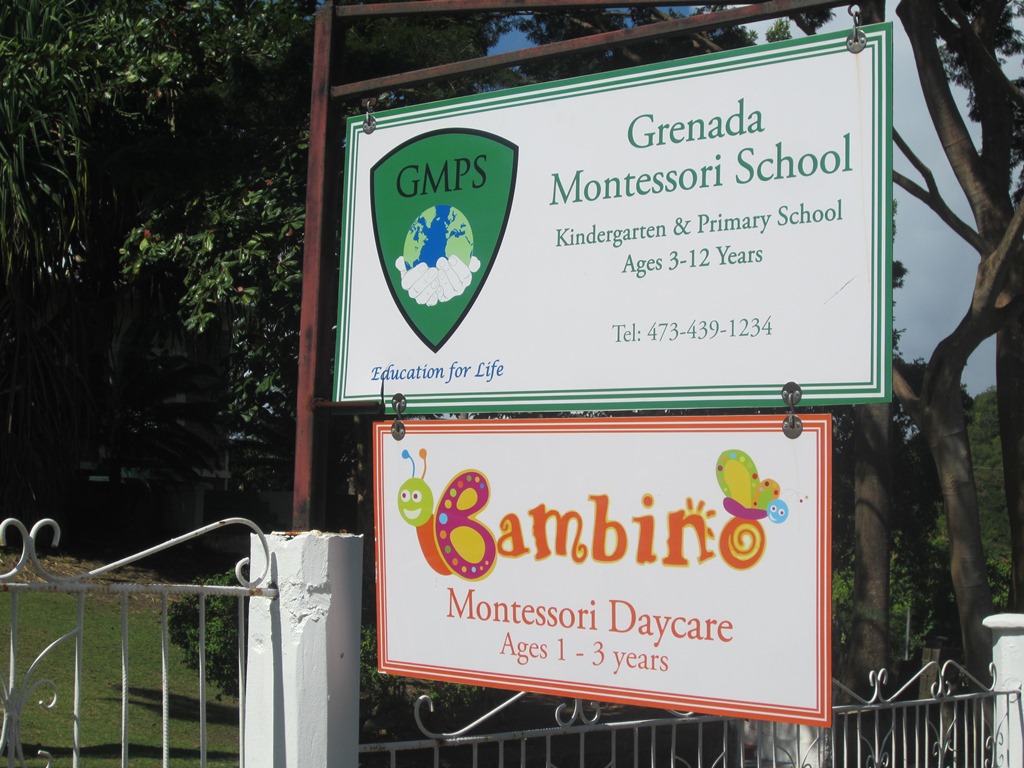 GMPS
Education for Life
Grenada
Montessori School
Kindergarten & Primary School
Ages 3-12 Years
Tel: 473-439-1234
Bambino
Montessori Daycare
Ages 1 - 3 years